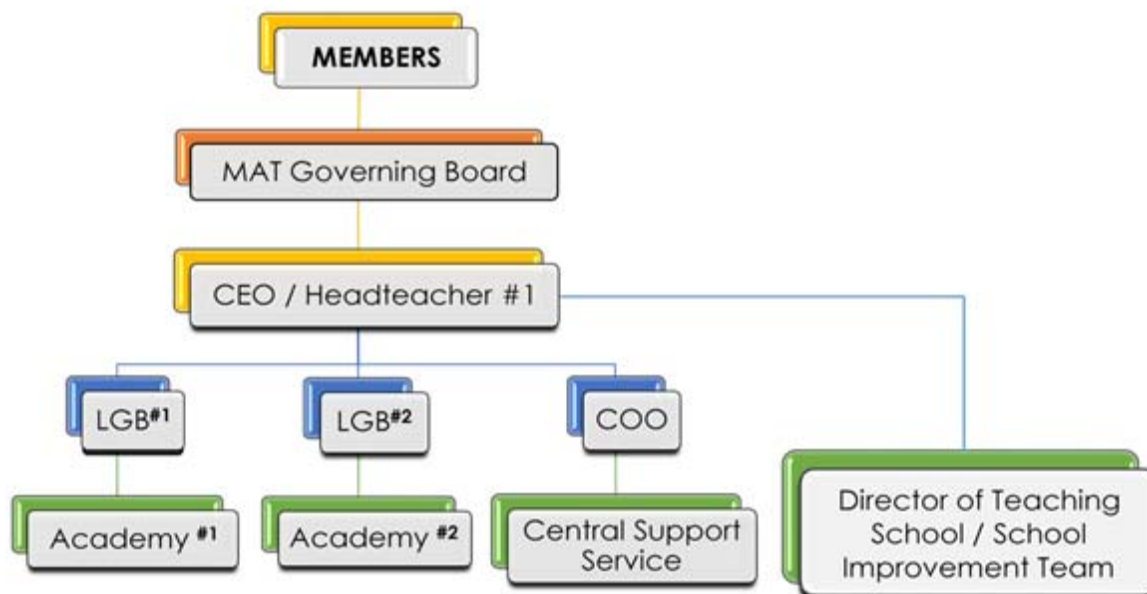 MEMBERS
MAT Governing Board
CEO / Headteacher #1
LGB#1
LGB#2
COO
Academy #1
Academy #2
Central Support
Service
Director of Teaching
School / School
Improvement Team